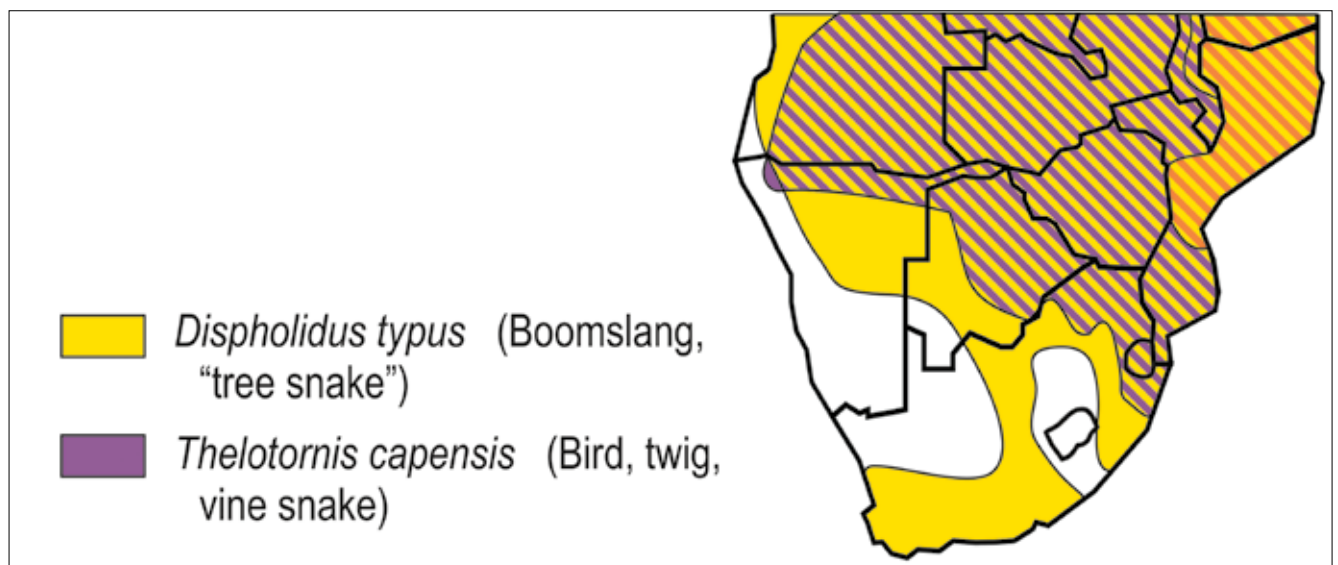 Dispholidus typus (Boomslang,
“tree snake”)
Thelotornis capensis (Bird, twig,
vine snake)